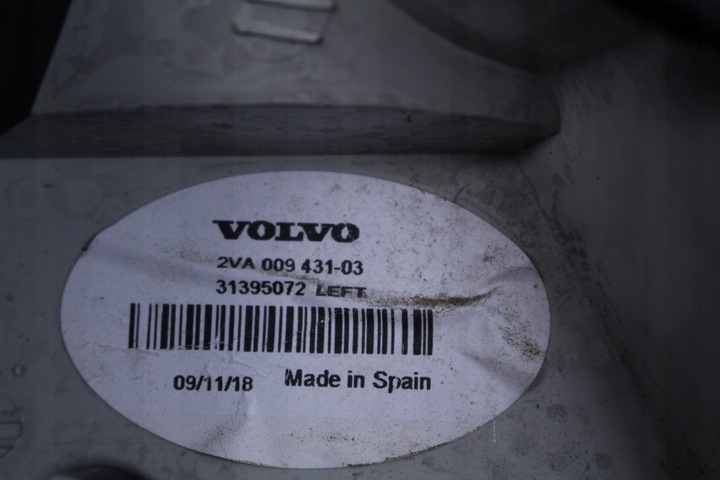 VOLVO
2VA 009 431-03
31395072 LEFT
09/11/18 Made in Spain